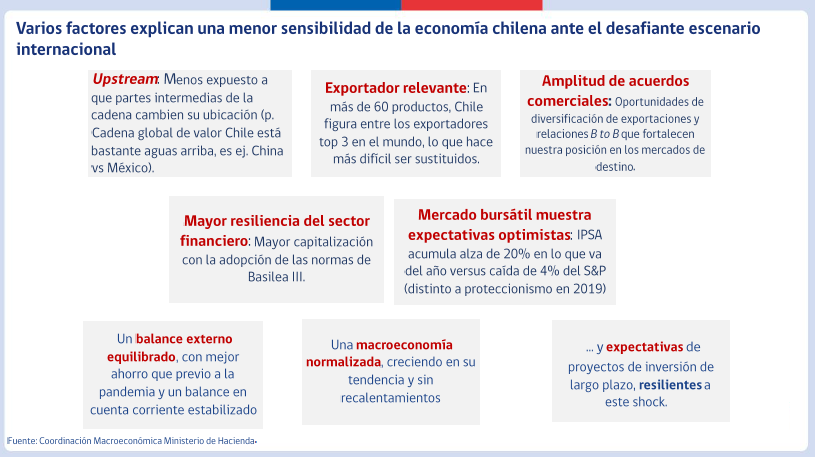 Varios factores explican una menor sensibilidad de la economía chilena ante el desafiante escenario
internacional
Upstream: Menos expuesto a
que partes intermedias de la
cadena cambien su ubicación (p.
Cadena global de valor Chile está
bastante aguas arriba, es ej. China
vs México).
Exportador relevante: En
más de 60 productos, Chile
figura entre los exportadores
top 3 en el mundo, lo que hace
más difícil ser sustituidos.
Amplitud de acuerdos
comerciales: Oportunidades de
diversificación de exportaciones y
relaciones B to B que fortalecen
nuestra posición en los mercados de
destino.
Mayor resiliencia del sector
financiero: Mayor capitalización
con la adopción de las normas de
Basilea III.
Mercado bursátil muestra
expectativas optimistas: IPSA
acumula alza de 20% en lo que va
del año versus caída de 4% del S&P
(distinto a proteccionismo en 2019)
Un balance externo
equilibrado, con mejor
ahorro que previo a la
pandemia y un balance en
cuenta corriente estabilizado
Una macroeconomía
normalizada, creciendo en su
tendencia y sin
recalentamientos
... y expectativas de
proyectos de inversión de
largo plazo, resilientes a
este shock.
Fuente: Coordinación Macroeconómica Ministerio de Hacienda.